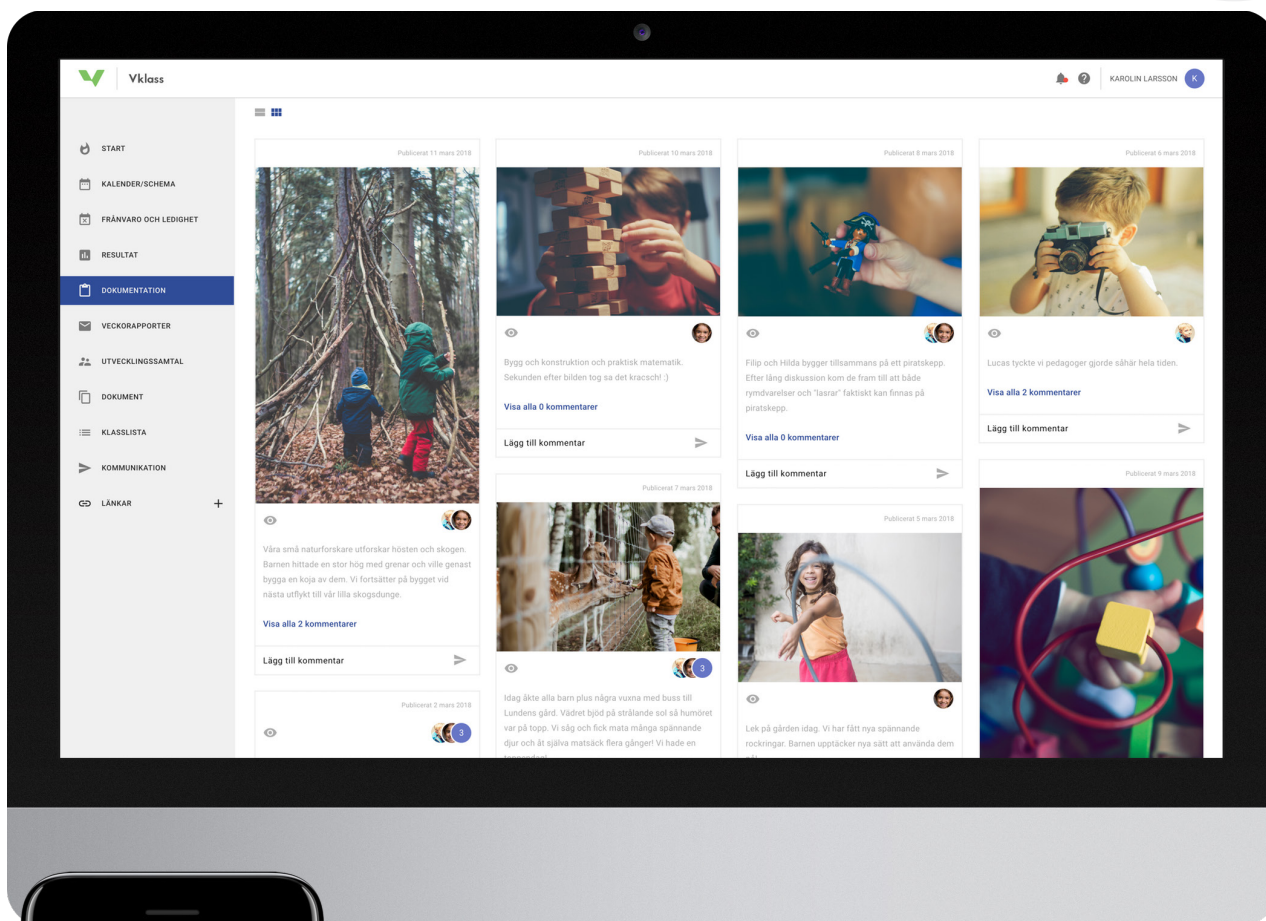 Vklass
KAROLIN LARSSON
K
START
KALENDER/SCHEMA
FRÅNVARO OCH LEDIGHET
RESULTAT
DOKUMENTATION
VECKORAPPORTER
UTVECKLINGSSAMTAL
DOKUMENT
KLASSLISTA
KOMMUNIKATION
LÄNKAR
Publicerat 11 mars 2018
Våra små naturforskare utforskar hösten och skogen.
Barnen hittade en stor hög med grenar och ville genast
bygga en koja av dem. Vi fortsätter på bygget vid
nästa utflykt till vår lilla skogsdunge.
Visa alla 2 kommentarer
Lägg till kommentar
Publicerat 2 mars 2018
3
Publicerat 10 mars 2018
Bygg och konstruktion och praktisk matematik.
Sekunden efter bilden tog sa det kracsch! :)
Visa alla 0 kommentarer
Lägg till kommentar
Publicerat 7 mars 2018
3
Idag åkte alla barn plus några vuxna med buss till
Lundens gård. Vädret bjöd på strålande sol så humöret
var på topp. Vi såg och fick mata många spännande
djur och åt själva matsäck flera gånger! Vi hade en
Publicerat 8 mars 2018
Filip och Hilda bygger tillsammans på ett piratskepp.
Efter lång diskussion kom de fram till att både
rymdvarelser och "lasrar" faktiskt kan finnas på
piratskepp.
Visa alla 0 kommentarer
Lägg till kommentar
Publicerat 5 mars 2018
Lek på gården idag. Vi har fått nya spännande
rockringar. Barnen upptäcker nya sätt att använda dem
Publicerat 6 mars 2018
Lucas tyckte vi pedagoger gjorde såhär hela tiden.
Visa alla 2 kommentarer
Lägg till kommentar
Publicerat 9 mars 2018